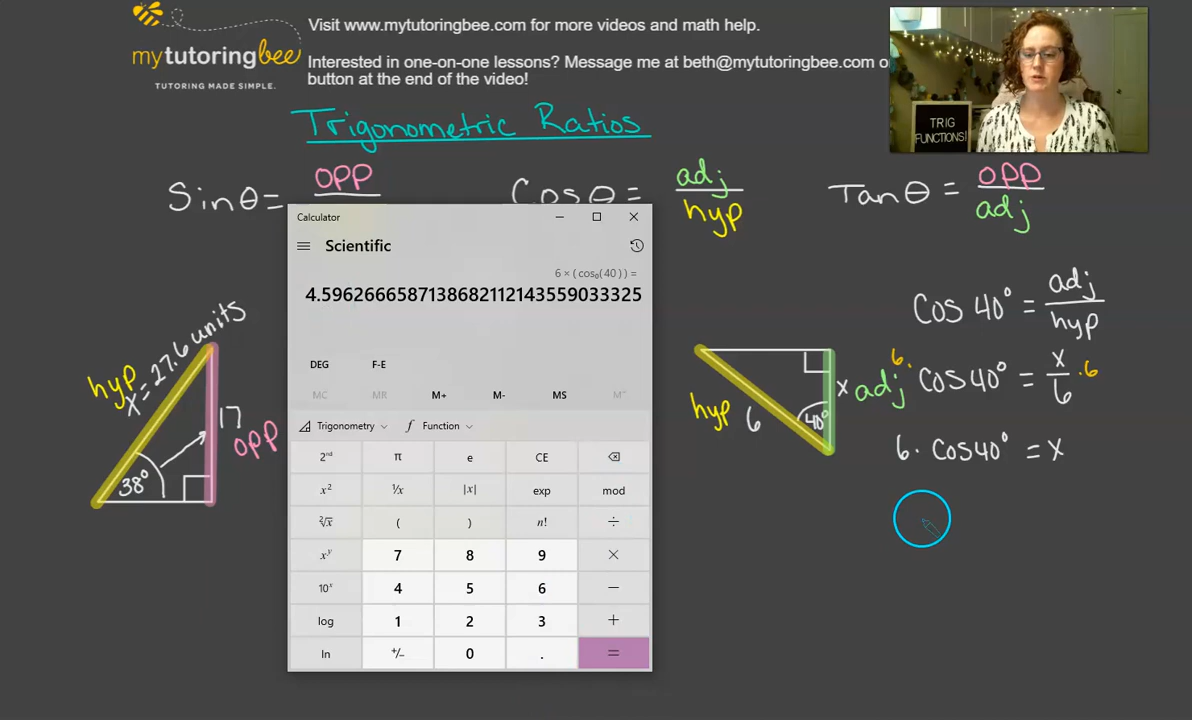 Visit www.mytutoringbee.com for more videos and math help.
mytutoringbee
TUTORING MADE SIMPLE.
Interested in one-on-one lessons? Message me at beth@mytutoringbee.com o
button at the end of the video!
TRIG
FUNCTIONS!
Trigonometric Ratios
Sinθ = opp
Cosθ = adj/hyp
Tanθ = opp/adj
Calculator
Scientific
6 × ( cos₀( 40 ) ) =
4.5962666587138682112143559033325
DEG F-E
MC MR M+ M- MS M˅
Trigonometry Function
2ⁿᵈ π e CE
x² ¹/x |x| exp mod
²√x ( ) n! ÷
xʸ 7 8 9 ×
10ˣ 4 5 6 −
log 1 2 3 +
ln +/− 0 . =
hyp
x = 27.6 units
17
opp
38°
hyp
6
40°
x
adj
Cos 40° = adj/hyp
6 · Cos 40° = x/6 · 6
6 · Cos 40° = x